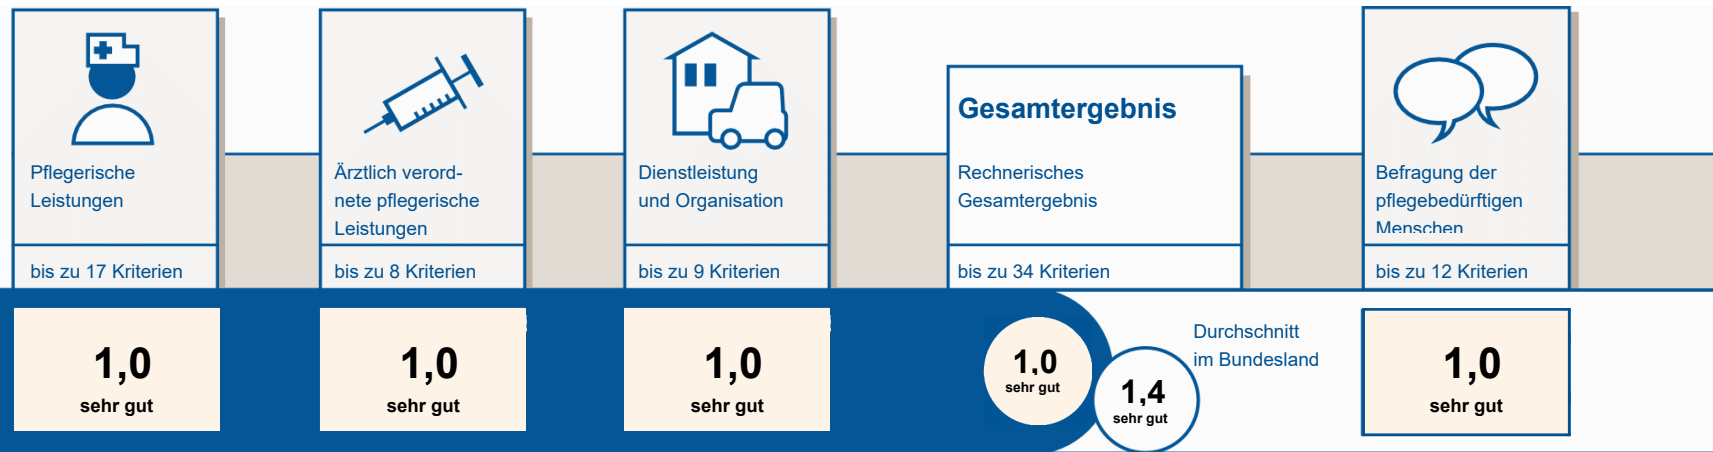 Pflegerische
Leistungen
bis zu 17 Kriterien
1,0
sehr gut
Ärztlich verord-
nete pflegerische
Leistungen
bis zu 8 Kriterien
1,0
sehr gut
Dienstleistung
und Organisation
bis zu 9 Kriterien
1,0
sehr gut
Gesamtergebnis
Rechnerisches
Gesamtergebnis
bis zu 34 Kriterien
1,0
sehr gut
Durchschnitt
im Bundesland
1,4
sehr gut
Befragung der
pflegebedürftigen
Menschen
bis zu 12 Kriterien
1,0
sehr gut